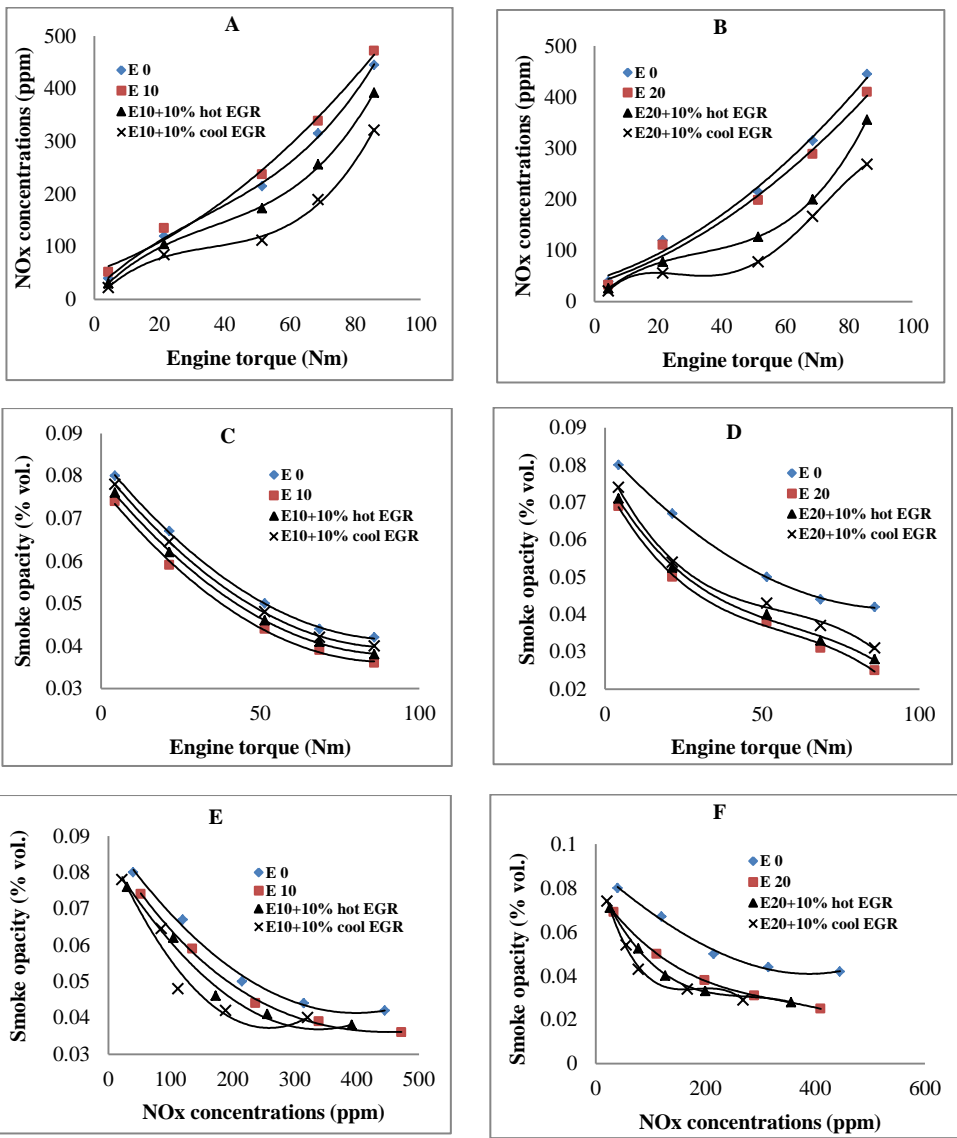 A
NOx concentrations (ppm)
500
400
300
200
100
0
0 20 40 60 80 100
Engine torque (Nm)
E 0
E 10
E10+10% hot EGR
E10+10% cool EGR
B
NOx concentrations (ppm)
500
400
300
200
100
0
0 20 40 60 80 100
Engine torque (Nm)
E 0
E 20
E20+10% hot EGR
E20+10% cool EGR
C
Smoke opacity (% vol.)
0.09
0.08
0.07
0.06
0.05
0.04
0.03
0 50 100
Engine torque (Nm)
E 0
E 10
E10+10% hot EGR
E10+10% cool EGR
D
Smoke opacity (% vol.)
0.09
0.08
0.07
0.06
0.05
0.04
0.03
0.02
0 50 100
Engine torque (Nm)
E 0
E 20
E20+10% hot EGR
E20+10% cool EGR
E
Smoke opacity (% vol.)
0.09
0.08
0.07
0.06
0.05
0.04
0.03
0 100 200 300 400 500
NOx concentrations (ppm)
E 0
E 10
E10+10% hot EGR
E10+10% cool EGR
F
Smoke opacity (% vol.)
0.1
0.08
0.06
0.04
0.02
0
0 200 400 600
NOx concentrations (ppm)
E 0
E 20
E20+10% hot EGR
E20+10% cool EGR